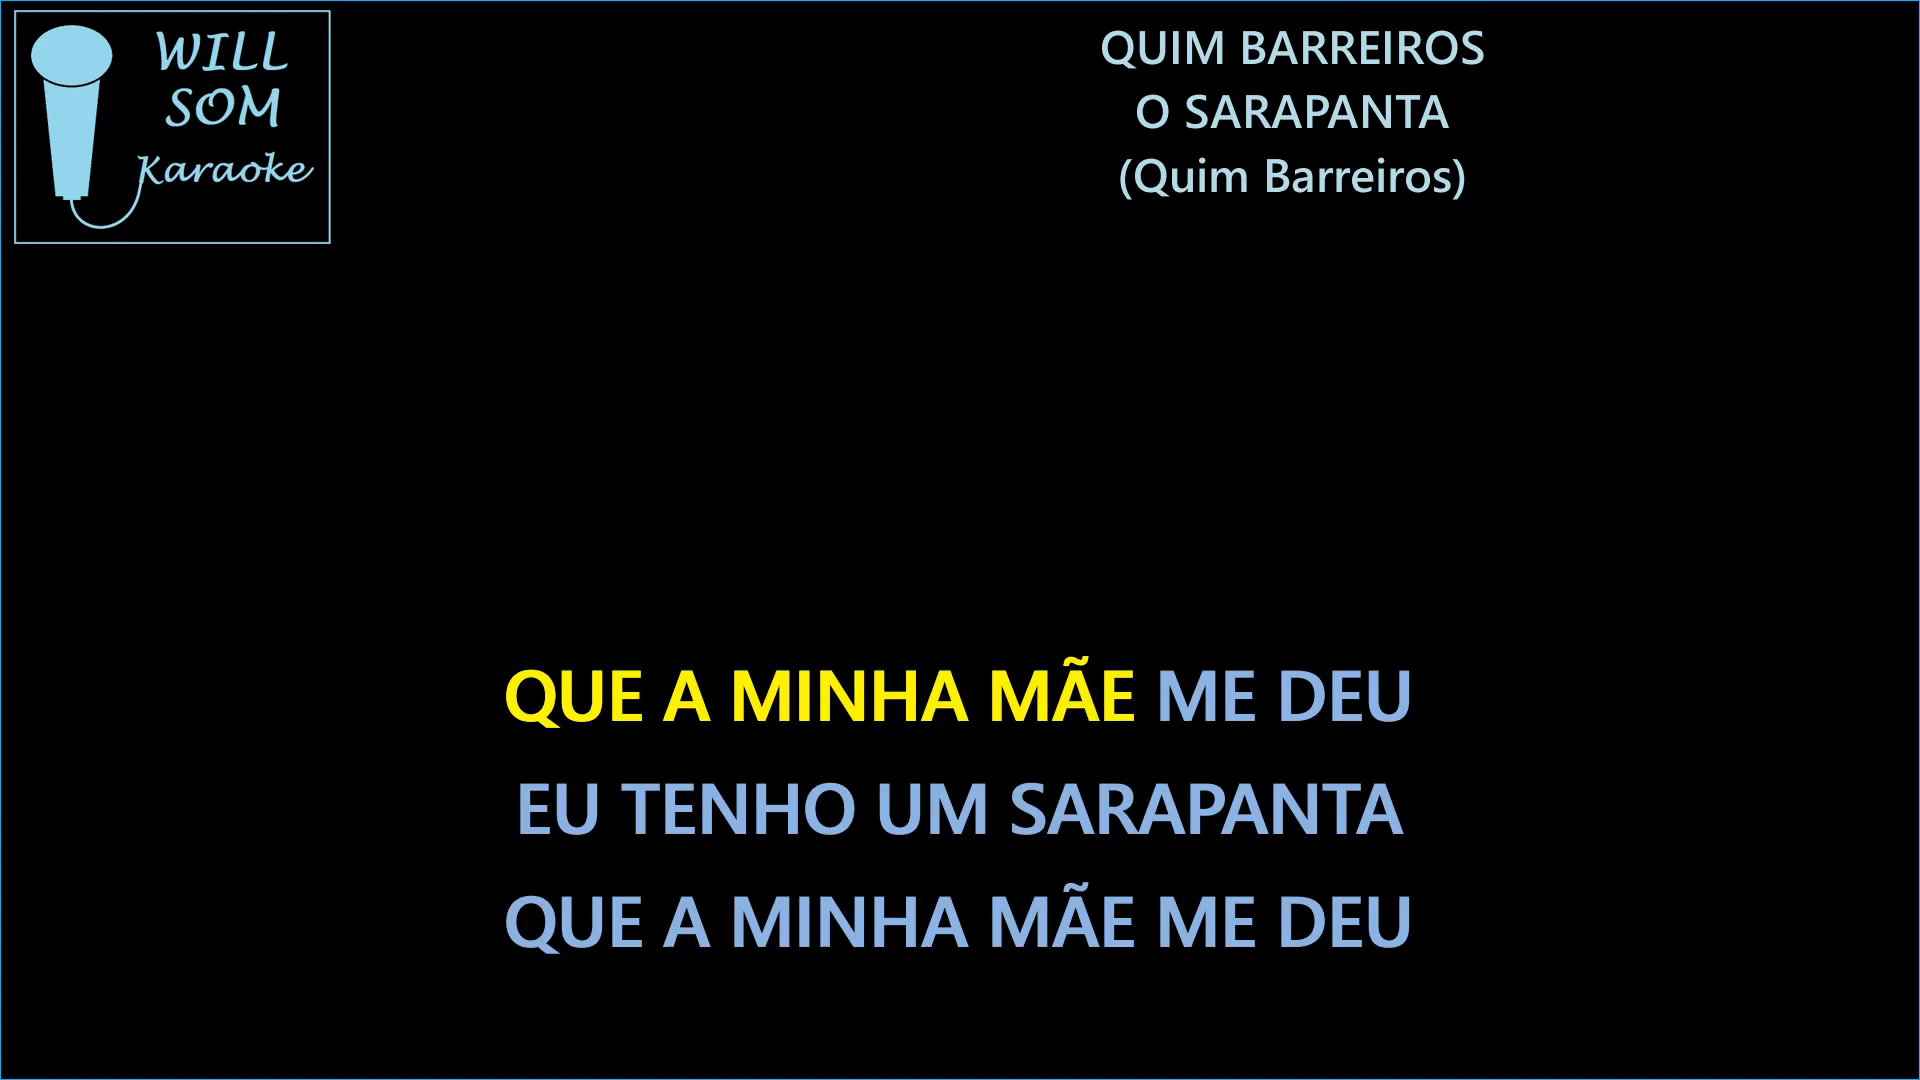 WILL
SOM
Karaoke
QUIM BARREIROS
O SARAPANTA
(Quim Barreiros)
QUE A MINHA MÃE ME DEU
EU TENHO UM SARAPANTA
QUE A MINHA MÃE ME DEU